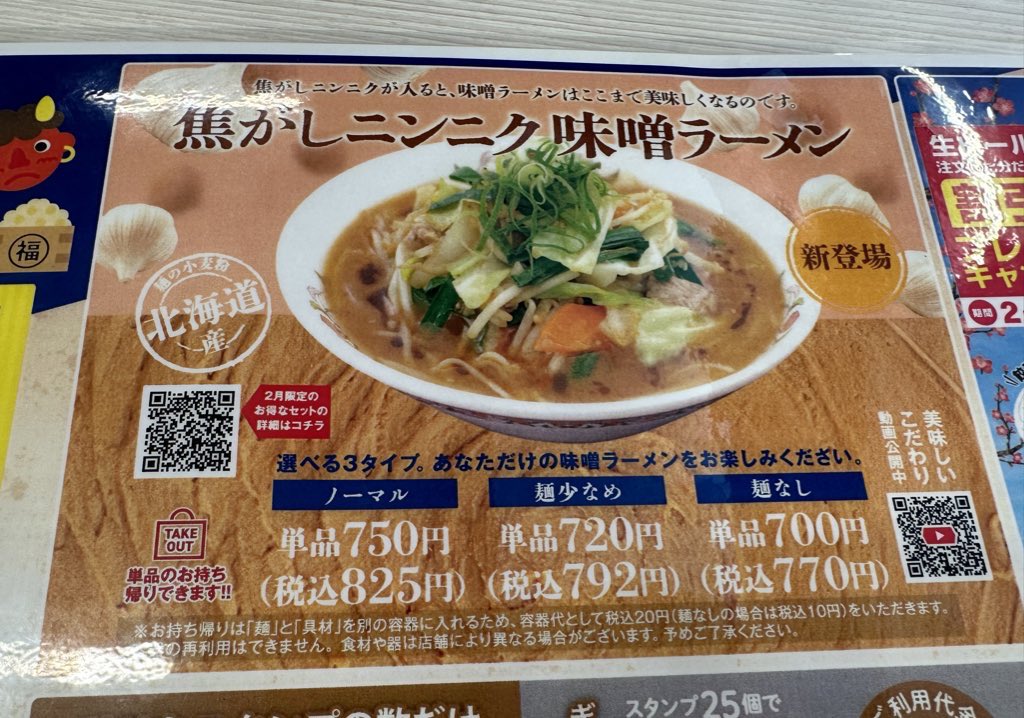 焦がしニンニクが入ると、味噌ラーメンはここまで美味しくなるのです。
焦がしニンニク味噌ラーメン
新登場
麺の小麦粉
北海道
産
福
2月限定の
お得なセットの
詳細はコチラ
美味しい
こだわり
動画公開中
選べる3タイプ。あなただけの味噌ラーメンをお楽しみください。
ノーマル
単品750円
(税込825円)
麺少なめ
単品720円
(税込792円)
麺なし
単品700円
(税込770円)
TAKE
OUT
単品のお持ち
帰りできます!!
※お持ち帰りは「麺」と「具材」を別の容器に入れるため、容器代として税込20円(麺なしの場合は税込10円)をいただきます。
の再利用はできません。食材や器は店舗により異なる場合がございます。予めご了承ください。
期間 2
スタンプ25個で